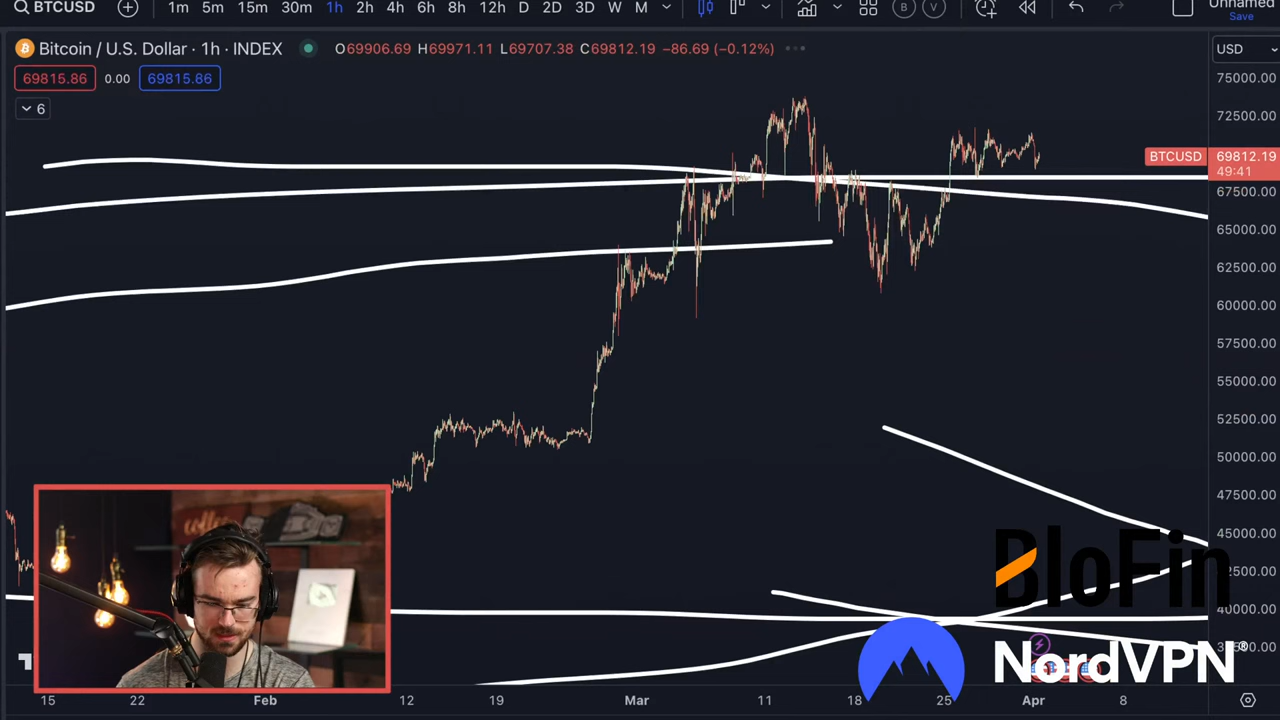 BTCUSD 1m 5m 15m 30m 1h 2h 4h 6h 8h 12h D 2D 3D W M B V Unnamed
Save
Bitcoin / U.S. Dollar · 1h · INDEX O69906.69 H69971.11 L69707.38 C69812.19 −86.69 (−0.12%) USD
69815.86 0.00 69815.86
6
75000.00
72500.00
BTCUSD 69812.19
49:41
67500.00
65000.00
62500.00
60000.00
57500.00
55000.00
52500.00
50000.00
47500.00
45000.00
BloFin
40000.00
NordVPN®
15 22 Feb 12 19 Mar 11 18 25 Apr 8